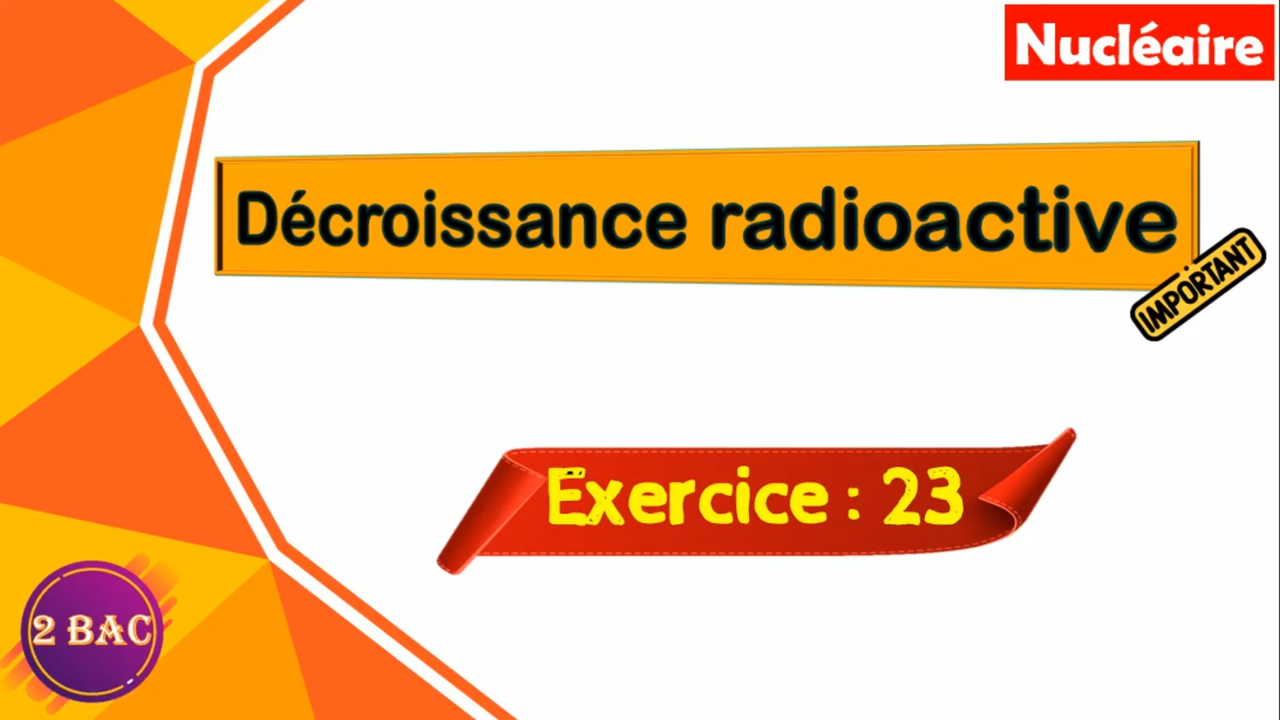 Nucléaire
Décroissance radioactive
IMPORTANT
Exercice : 23
2 BAC